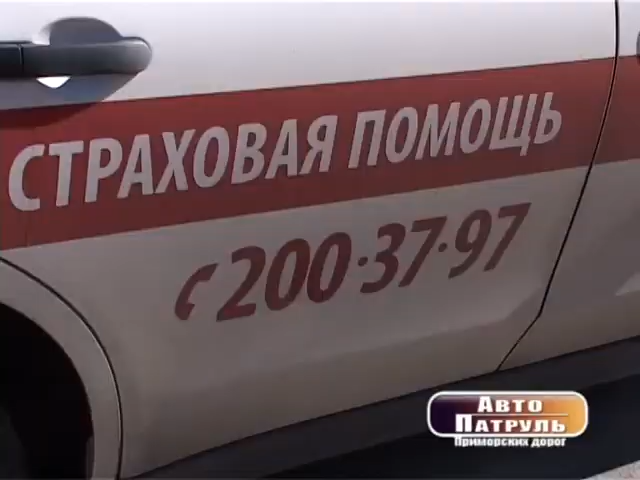 СТРАХОВАЯ ПОМОЩЬ
200·37·97
АВТО
ПАТРУЛЬ
Приморских дорог